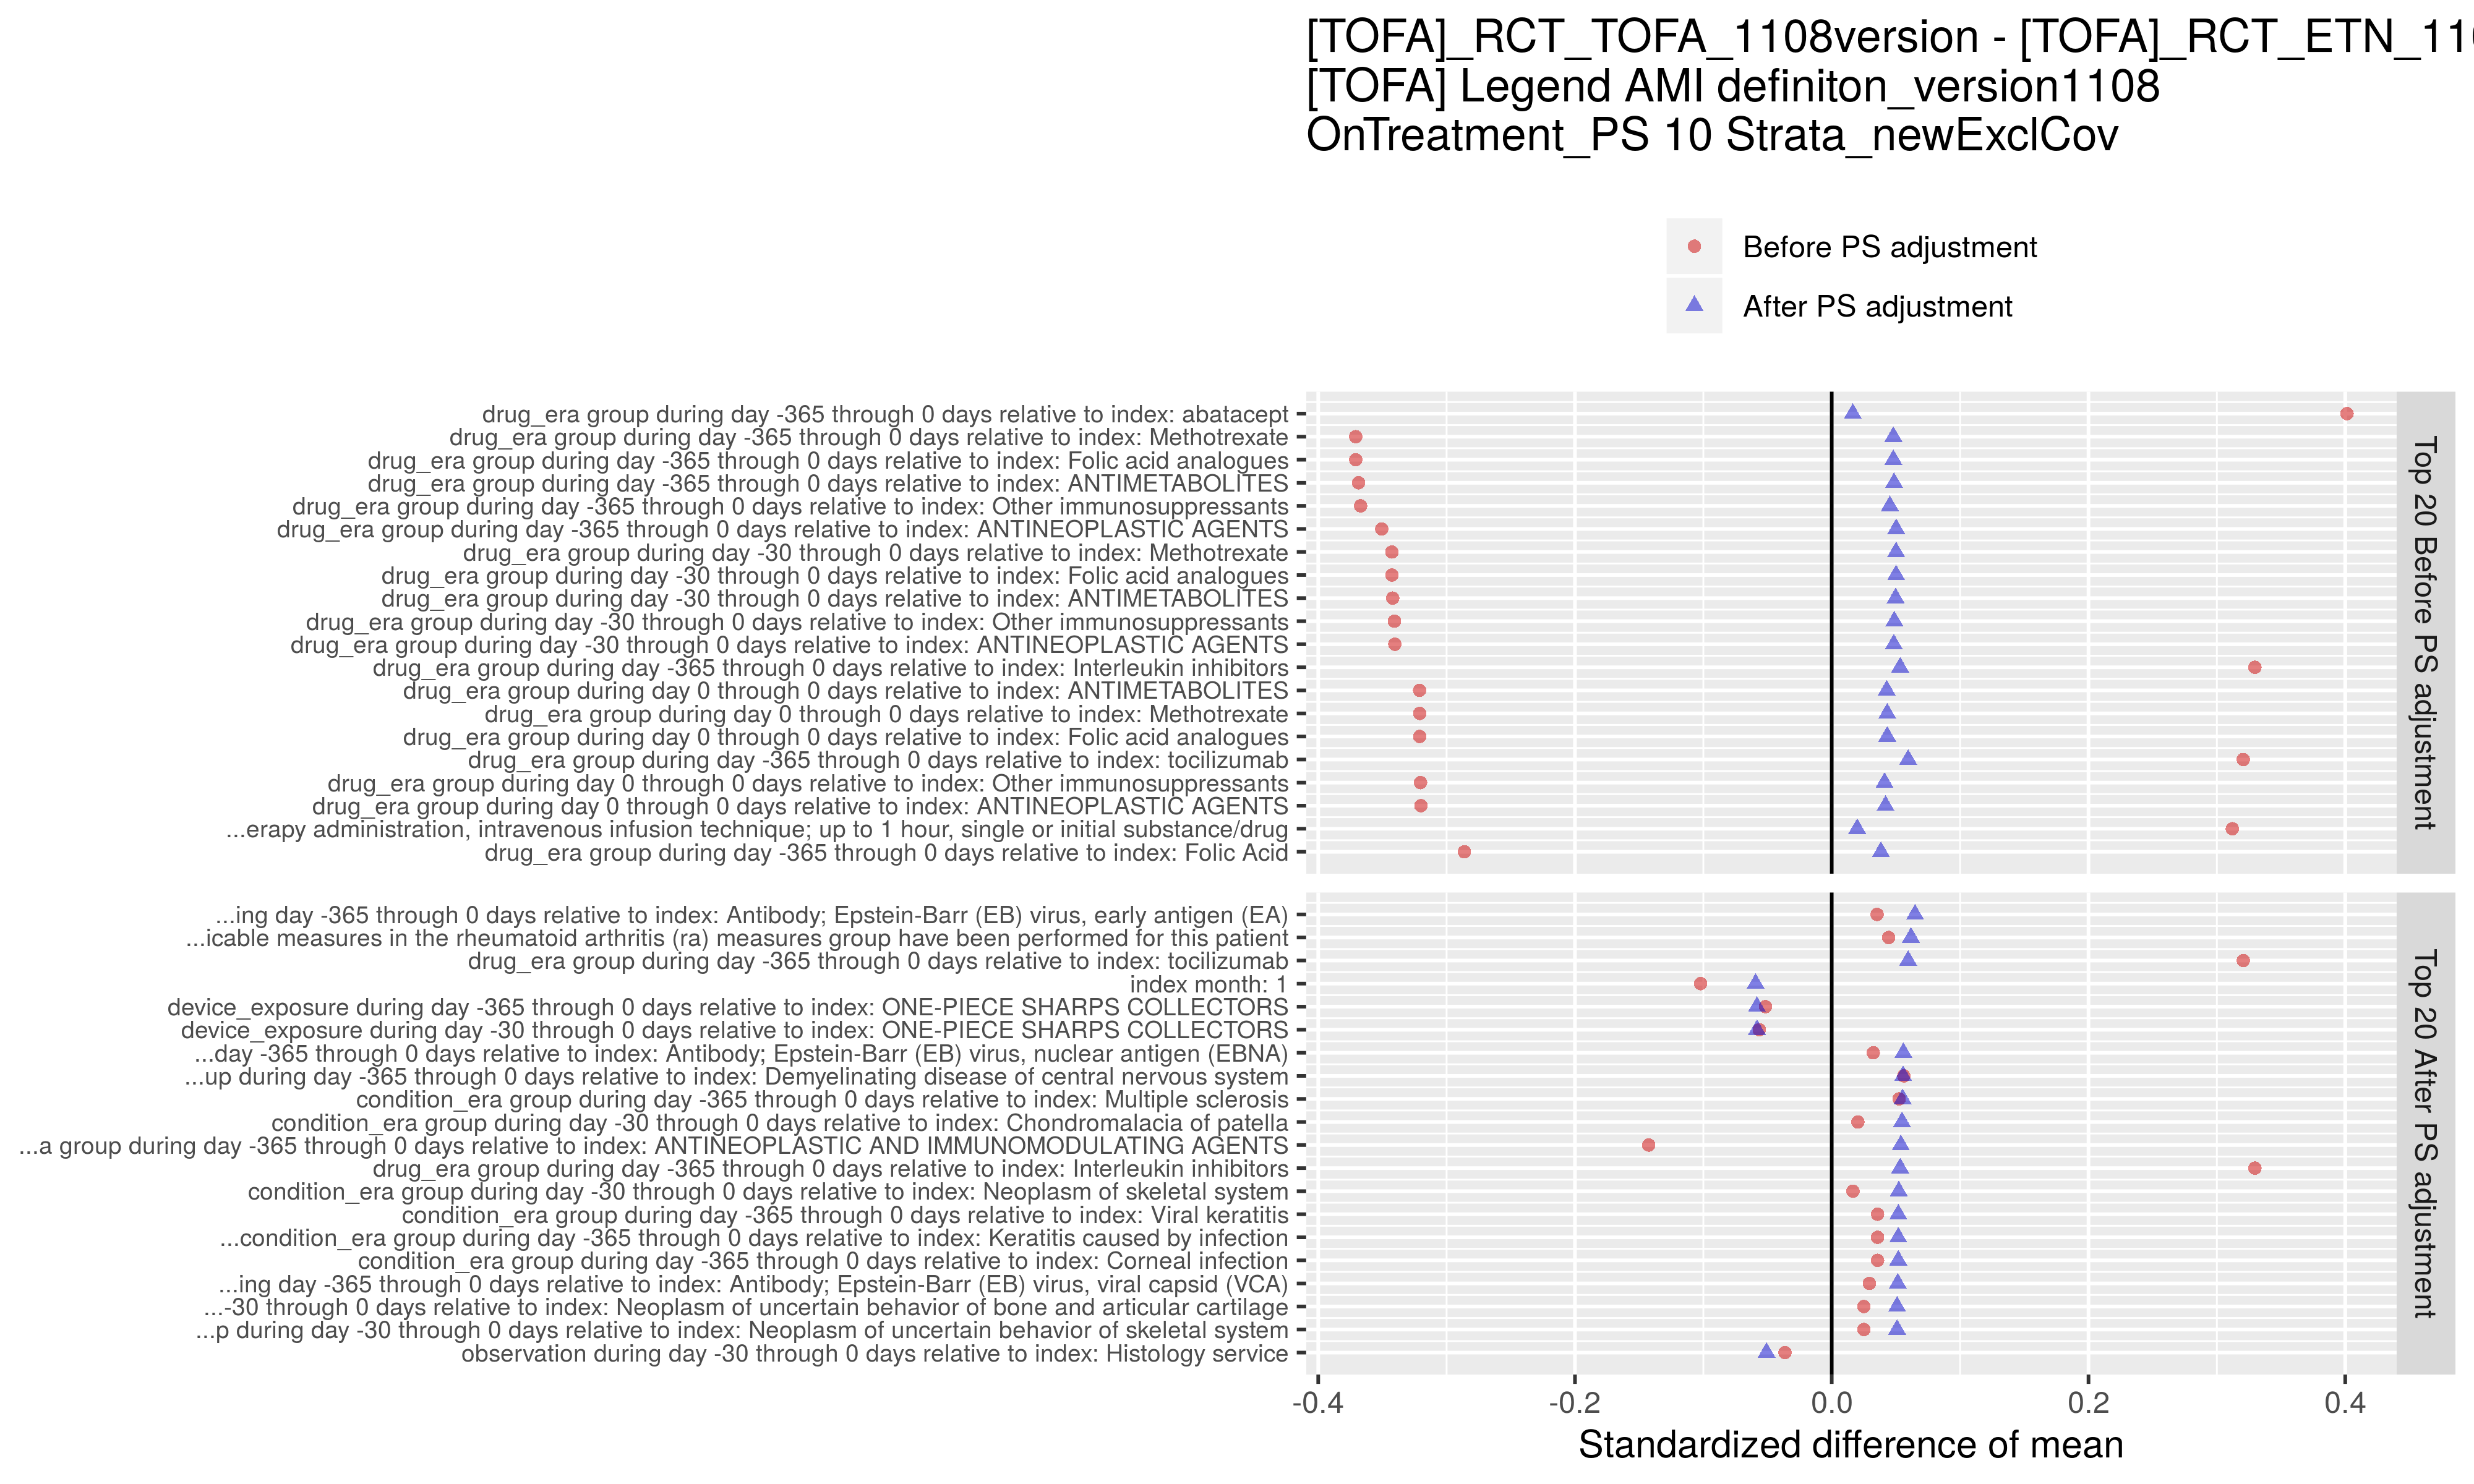 [TOFA]_RCT_TOFA_1108version - [TOFA]_RCT_ETN_11
[TOFA] Legend AMI definiton_version1108
OnTreatment_PS 10 Strata_newExclCov
Before PS adjustment
After PS adjustment
drug_era group during day -365 through 0 days relative to index: abatacept
drug_era group during day -365 through 0 days relative to index: Methotrexate
drug_era group during day -365 through 0 days relative to index: Folic acid analogues
drug_era group during day -365 through 0 days relative to index: ANTIMETABOLITES
drug_era group during day -365 through 0 days relative to index: Other immunosuppressants
drug_era group during day -365 through 0 days relative to index: ANTINEOPLASTIC AGENTS
drug_era group during day -30 through 0 days relative to index: Methotrexate
drug_era group during day -30 through 0 days relative to index: Folic acid analogues
drug_era group during day -30 through 0 days relative to index: ANTIMETABOLITES
drug_era group during day -30 through 0 days relative to index: Other immunosuppressants
drug_era group during day -30 through 0 days relative to index: ANTINEOPLASTIC AGENTS
drug_era group during day -365 through 0 days relative to index: Interleukin inhibitors
drug_era group during day 0 through 0 days relative to index: ANTIMETABOLITES
drug_era group during day 0 through 0 days relative to index: Methotrexate
drug_era group during day 0 through 0 days relative to index: Folic acid analogues
drug_era group during day -365 through 0 days relative to index: tocilizumab
drug_era group during day 0 through 0 days relative to index: Other immunosuppressants
drug_era group during day 0 through 0 days relative to index: ANTINEOPLASTIC AGENTS
...erapy administration, intravenous infusion technique; up to 1 hour, single or initial substance/drug
drug_era group during day -365 through 0 days relative to index: Folic Acid
Top 20 Before PS adjustment
...ing day -365 through 0 days relative to index: Antibody; Epstein-Barr (EB) virus, early antigen (EA)
...icable measures in the rheumatoid arthritis (ra) measures group have been performed for this patient
drug_era group during day -365 through 0 days relative to index: tocilizumab
index month: 1
device_exposure during day -365 through 0 days relative to index: ONE-PIECE SHARPS COLLECTORS
device_exposure during day -30 through 0 days relative to index: ONE-PIECE SHARPS COLLECTORS
...day -365 through 0 days relative to index: Antibody; Epstein-Barr (EB) virus, nuclear antigen (EBNA)
...up during day -365 through 0 days relative to index: Demyelinating disease of central nervous system
condition_era group during day -365 through 0 days relative to index: Multiple sclerosis
condition_era group during day -30 through 0 days relative to index: Chondromalacia of patella
...a group during day -365 through 0 days relative to index: ANTINEOPLASTIC AND IMMUNOMODULATING AGENTS
drug_era group during day -365 through 0 days relative to index: Interleukin inhibitors
condition_era group during day -30 through 0 days relative to index: Neoplasm of skeletal system
condition_era group during day -365 through 0 days relative to index: Viral keratitis
...condition_era group during day -365 through 0 days relative to index: Keratitis caused by infection
condition_era group during day -365 through 0 days relative to index: Corneal infection
...ing day -365 through 0 days relative to index: Antibody; Epstein-Barr (EB) virus, viral capsid (VCA)
...-30 through 0 days relative to index: Neoplasm of uncertain behavior of bone and articular cartilage
...p during day -30 through 0 days relative to index: Neoplasm of uncertain behavior of skeletal system
observation during day -30 through 0 days relative to index: Histology service
Top 20 After PS adjustment
-0.4 -0.2 0.0 0.2 0.4
Standardized difference of mean